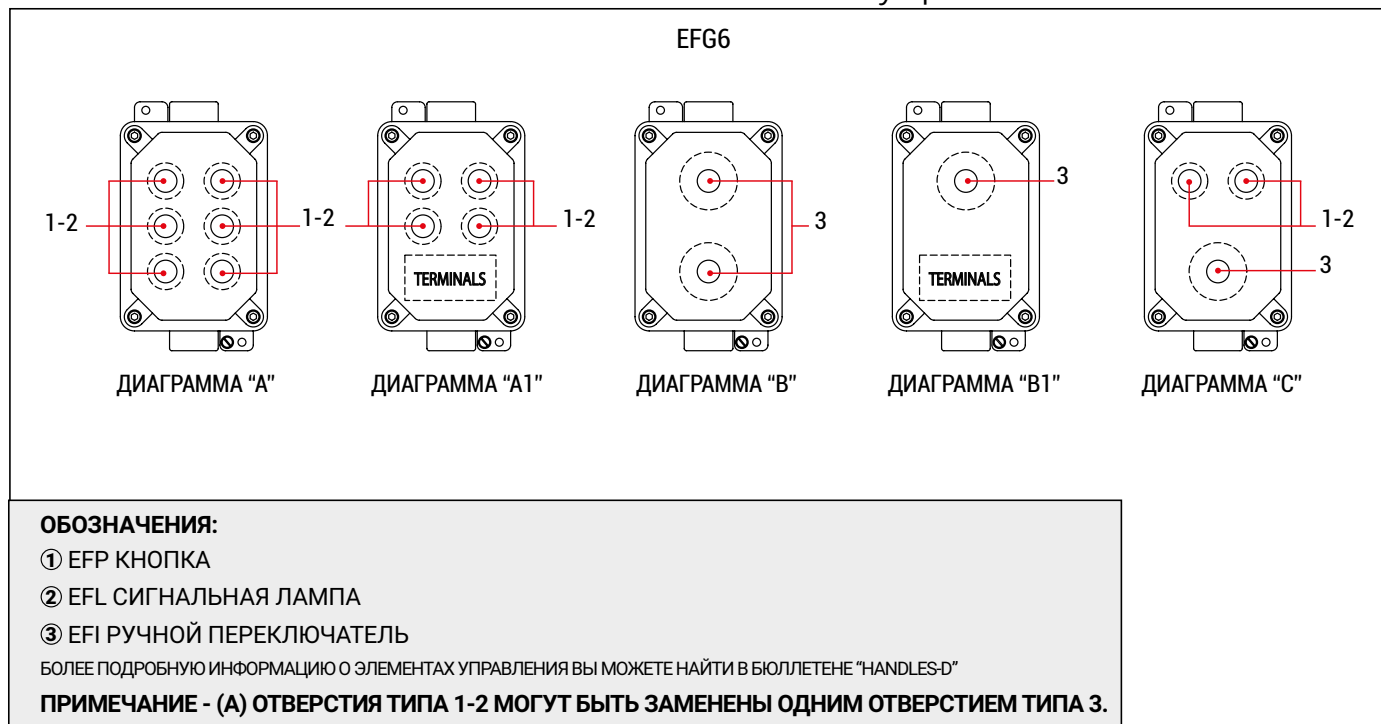 EFG6
1-2 1-2 1-2 3 3 1-2
3
TERMINALS TERMINALS
ДИАГРАММА “A” ДИАГРАММА “A1” ДИАГРАММА “B” ДИАГРАММА “B1” ДИАГРАММА “C”
ОБОЗНАЧЕНИЯ:
① EFP КНОПКА
② EFL СИГНАЛЬНАЯ ЛАМПА
③ EFI РУЧНОЙ ПЕРЕКЛЮЧАТЕЛЬ
БОЛЕЕ ПОДРОБНУЮ ИНФОРМАЦИЮ О ЭЛЕМЕНТАХ УПРАВЛЕНИЯ ВЫ МОЖЕТЕ НАЙТИ В БЮЛЛЕТЕНЕ “HANDLES-D”
ПРИМЕЧАНИЕ - (A) ОТВЕРСТИЯ ТИПА 1-2 МОГУТ БЫТЬ ЗАМЕНЕНЫ ОДНИМ ОТВЕРСТИЕМ ТИПА 3.